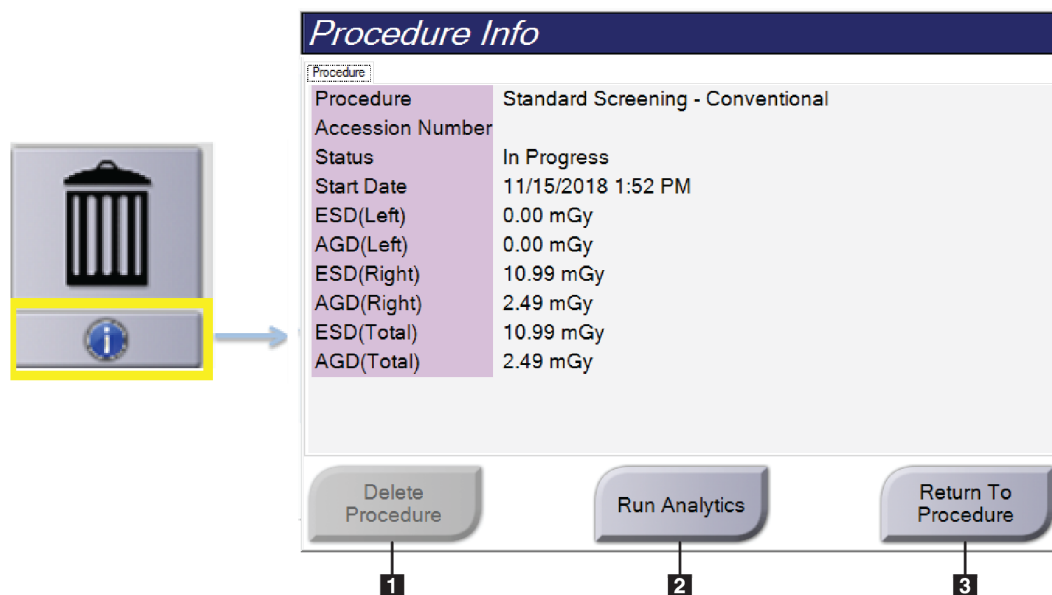 Procedure Info
Procedure
Procedure Standard Screening - Conventional
Accession Number
Status In Progress
Start Date 11/15/2018 1:52 PM
ESD(Left) 0.00 mGy
AGD(Left) 0.00 mGy
ESD(Right) 10.99 mGy
AGD(Right) 2.49 mGy
ESD(Total) 10.99 mGy
AGD(Total) 2.49 mGy
i
Delete
Procedure
Run Analytics
Return To
Procedure
1
2
3